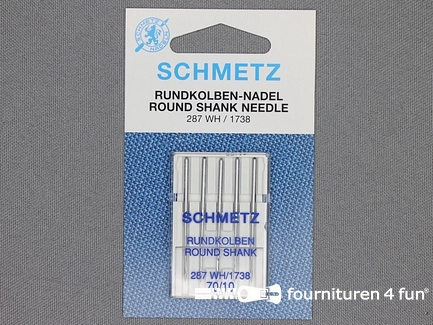 SCHMETZ
RUNDKOLBEN-NADEL
ROUND SHANK NEEDLE
287 WH / 1738
SCHMETZ
RUNDKOLBEN
ROUND SHANK
287 WH/1738
70/10
fournituren 4 fun®